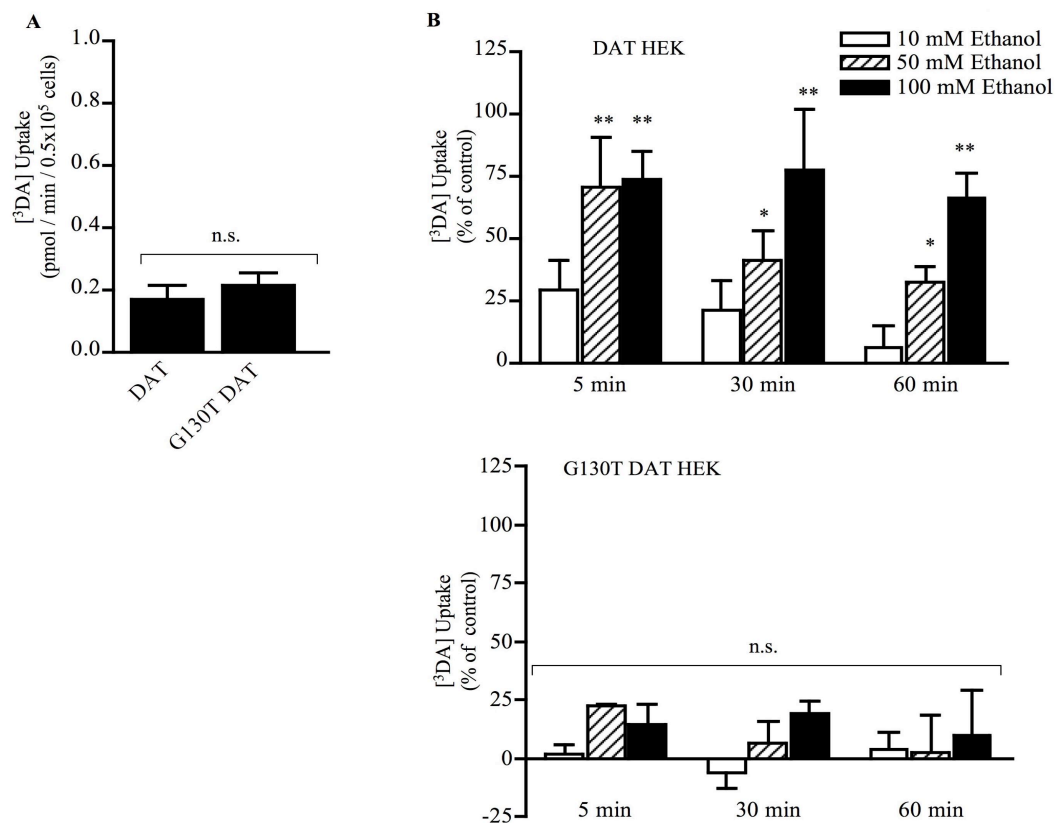 A
[³DA] Uptake
(pmol / min / 0.5x10⁵ cells)
1.0
0.8
0.6
0.4
0.2
0.0
n.s.
DAT
G130T DAT
B
DAT HEK
10 mM Ethanol
50 mM Ethanol
100 mM Ethanol
[³DA] Uptake
(% of control)
125
100
75
50
25
0
** **
* **
* **
5 min 30 min 60 min
G130T DAT HEK
[³DA] Uptake
(% of control)
125
100
75
50
25
0
-25
n.s.
5 min 30 min 60 min